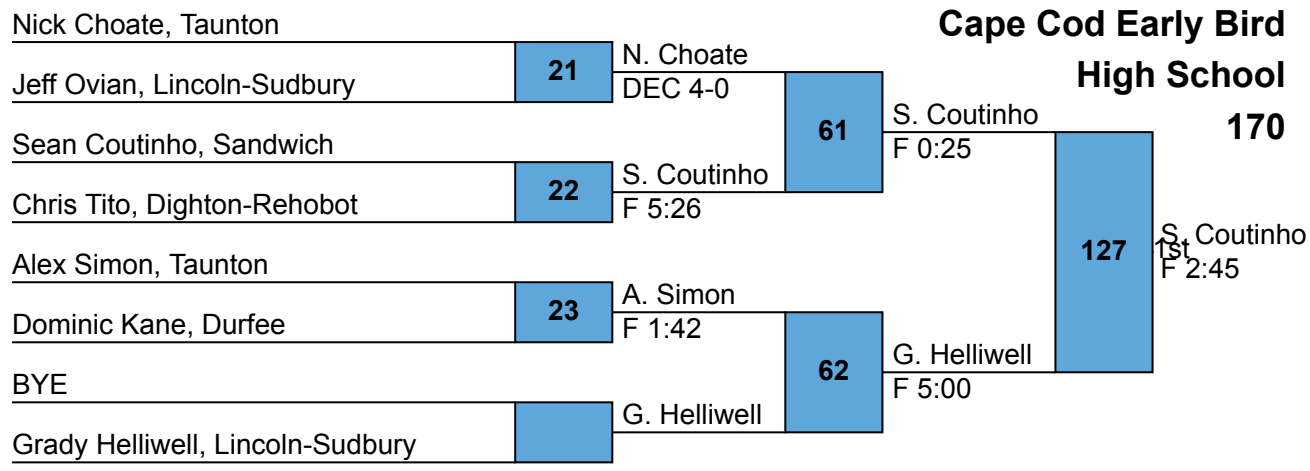 Cape Cod Early Bird
High School
170
Nick Choate, Taunton
Jeff Ovian, Lincoln-Sudbury
Sean Coutinho, Sandwich
Chris Tito, Dighton-Rehobot
Alex Simon, Taunton
Dominic Kane, Durfee
BYE
Grady Helliwell, Lincoln-Sudbury
21
22
23
N. Choate
DEC 4-0
S. Coutinho
F 5:26
A. Simon
F 1:42
G. Helliwell
61
62
S. Coutinho
F 0:25
G. Helliwell
F 5:00
127
S. Coutinho
1st
F 2:45